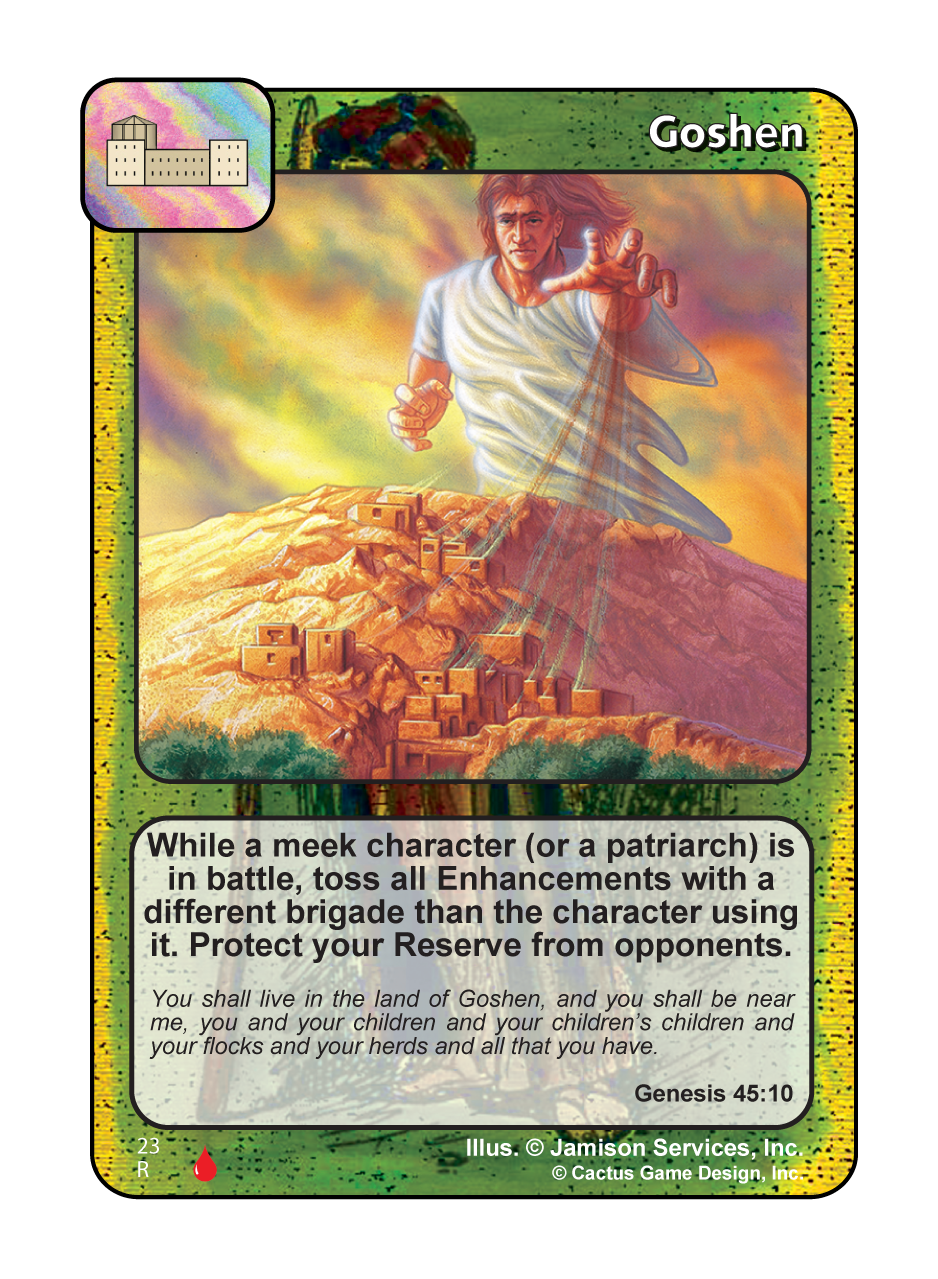 Goshen
While a meek character (or a patriarch) is
in battle, toss all Enhancements with a
different brigade than the character using
it. Protect your Reserve from opponents.
You shall live in the land of Goshen, and you shall be near
me, you and your children and your children's children and
your flocks and your herds and all that you have.
Genesis 45:10
23
R
Illus. © Jamison Services, Inc.
© Cactus Game Design, Inc.